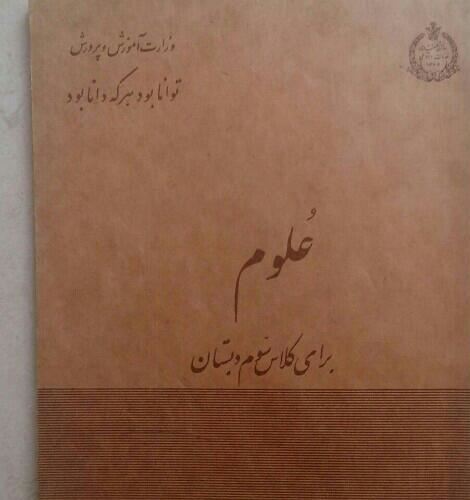 وزارت آموزش و پرورش
توانا بود هر که دانا بود
عُلوم
برای کلاس سوم دبستان